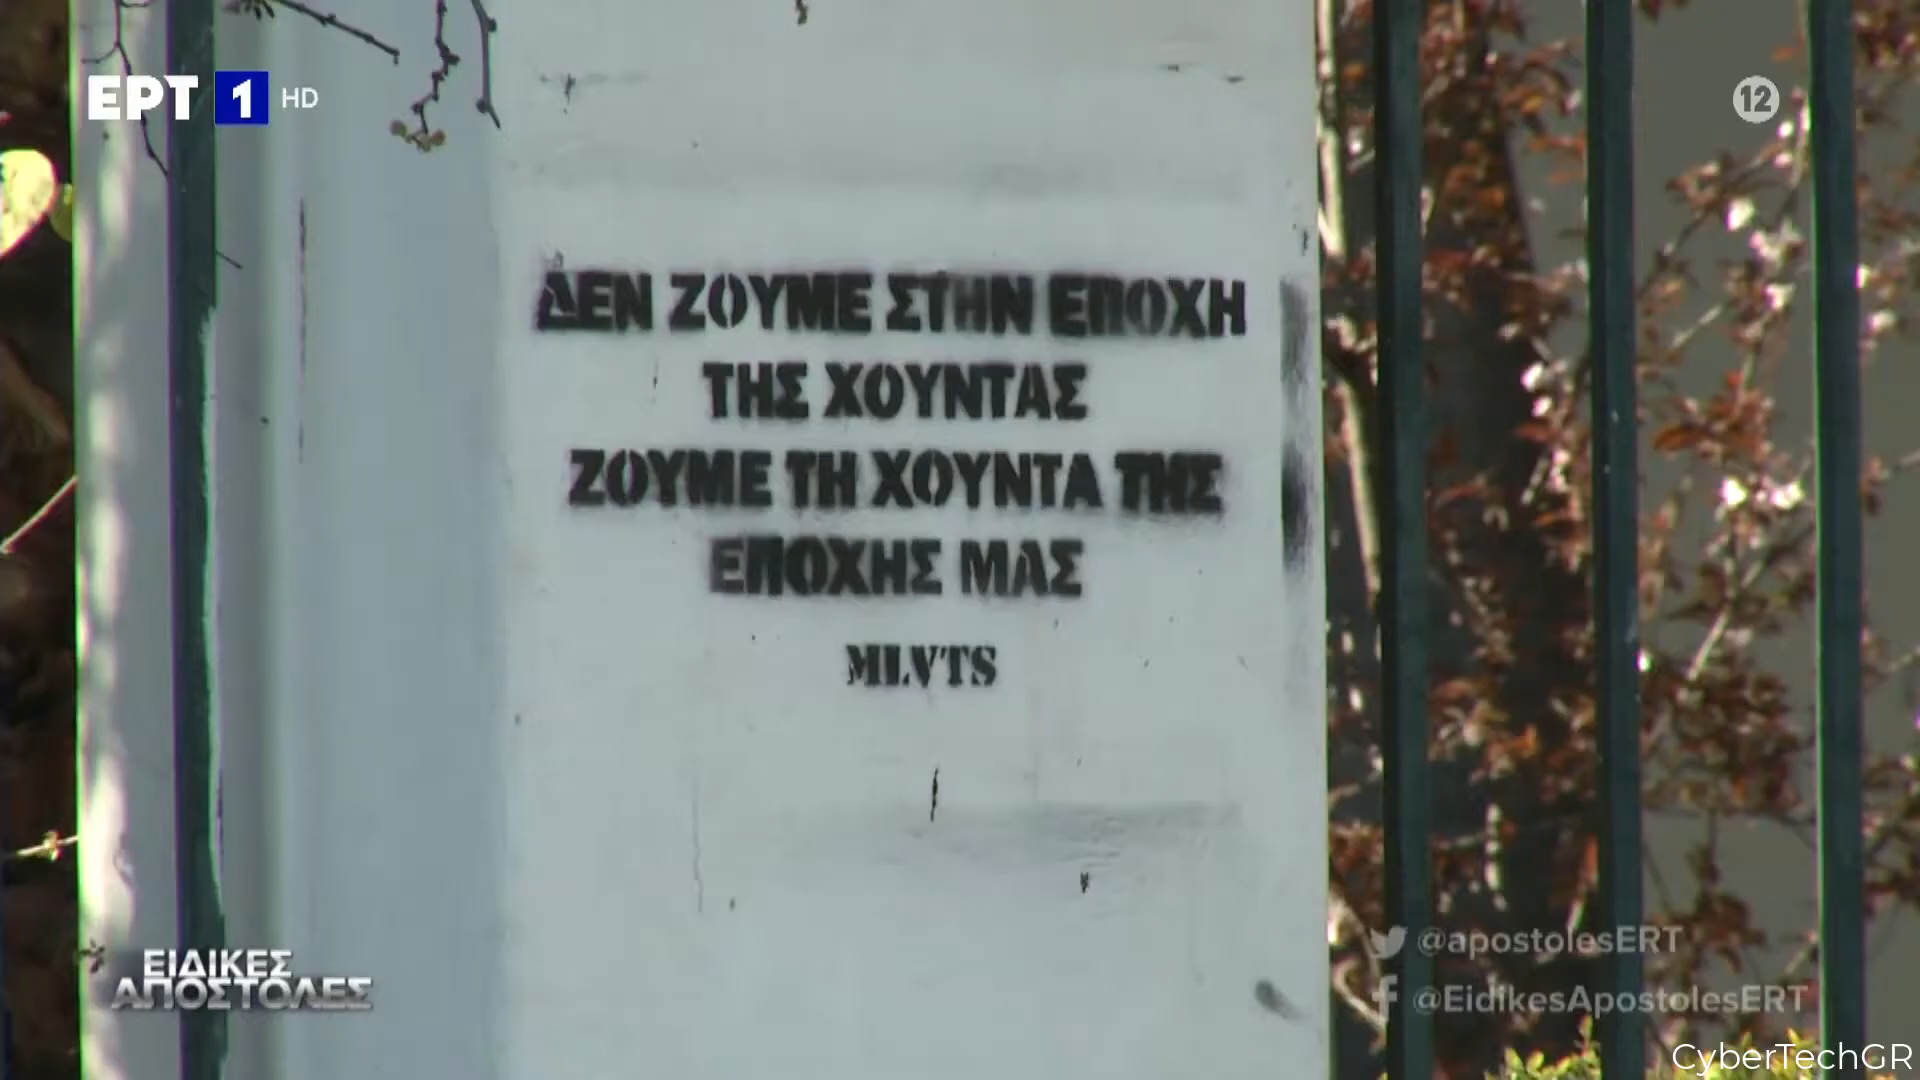 ΕΡΤ 1 HD
12
ΔΕΝ ΖΟΥΜΕ ΣΤΗΝ ΕΠΟΧΗ
ΤΗΣ ΧΟΥΝΤΑΣ
ΖΟΥΜΕ ΤΗ ΧΟΥΝΤΑ ΤΗΣ
ΕΠΟΧΗΣ ΜΑΣ
MLVTS
ΕΙΔΙΚΕΣ
ΑΠΟΣΤΟΛΕΣ
@apostolesERT
@EidikesApostolesERT
CyberTechGR